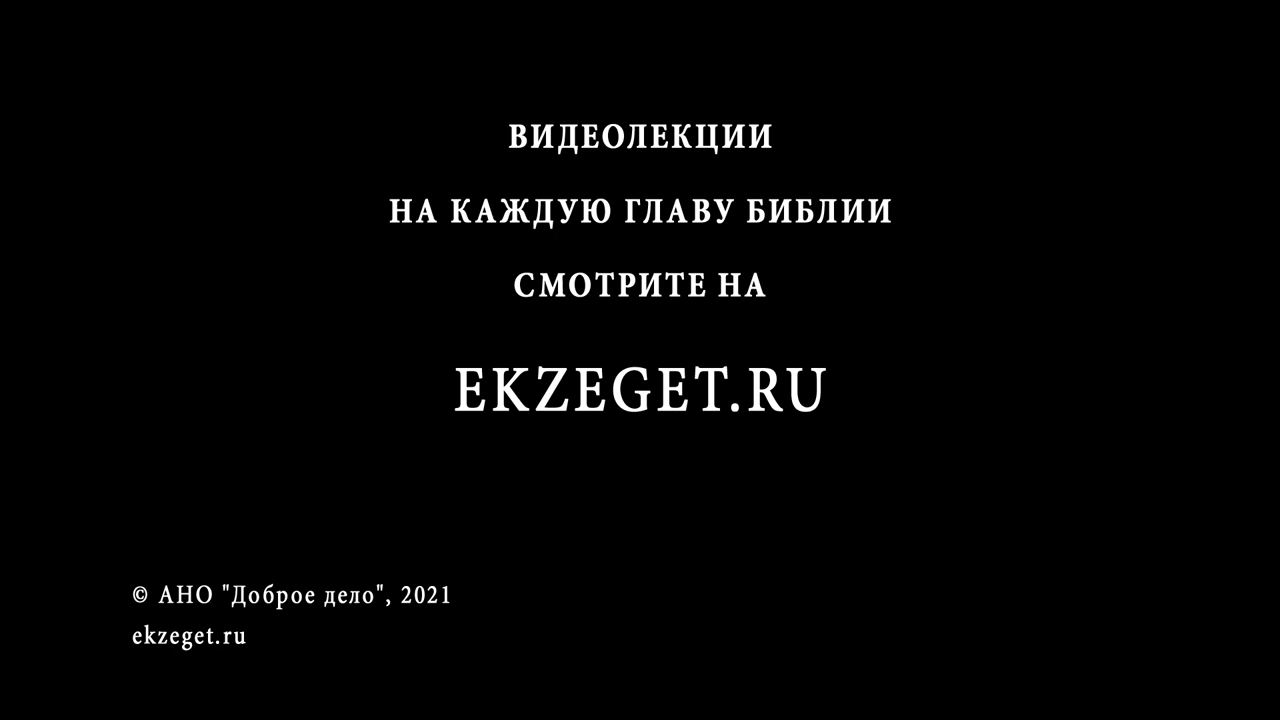 ВИДЕОЛЕКЦИИ
НА КАЖДУЮ ГЛАВУ БИБЛИИ
СМОТРИТЕ НА
EKZEGET.RU
© АНО "Доброе дело", 2021
ekzeget.ru